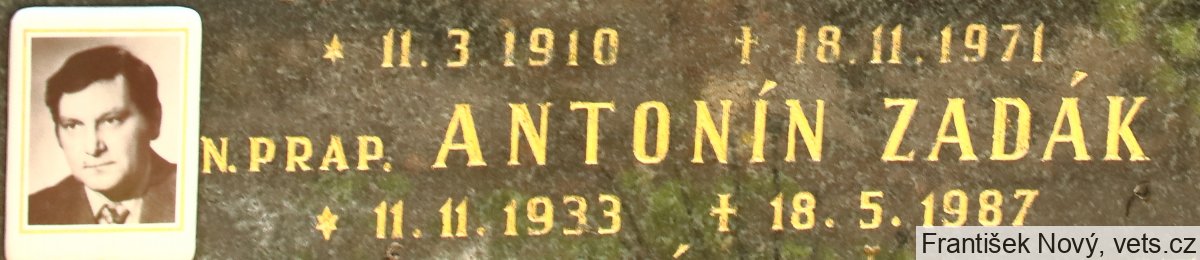 * 11.3.1910 † 18.11.1971
N.PRAP. ANTONÍN ZADÁK
* 11.11.1933 † 18.5.1987
František Nový, vets.cz